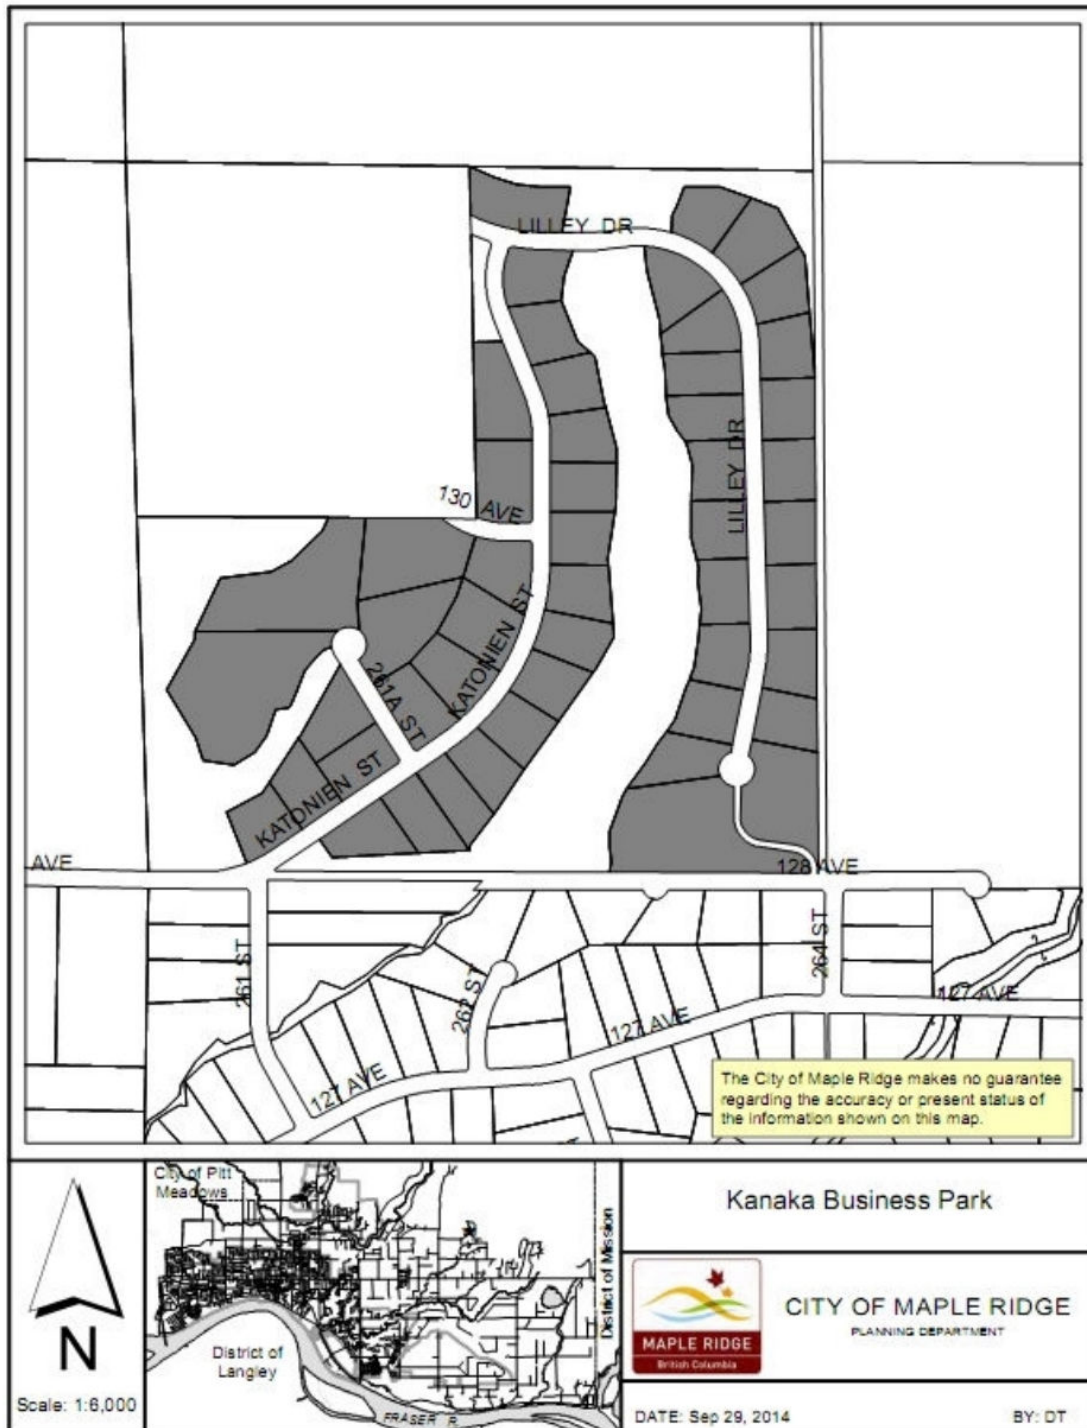 LILLEY DR
LILLEY DR
130 AVE
KATONIEN ST
261A ST
KATONIEN ST
AVE
128 AVE
261 ST
262 ST
264 ST
127 AVE
127 AVE
127 AVE
ST
The City of Maple Ridge makes no guarantee
regarding the accuracy or present status of
the information shown on this map.
City of Pitt
Meadows
District of Mission
District of
Langley
FRASER R.
N
Scale: 1:6,000
Kanaka Business Park
MAPLE RIDGE
British Columbia
CITY OF MAPLE RIDGE
PLANNING DEPARTMENT
DATE: Sep 29, 2014
BY: DT